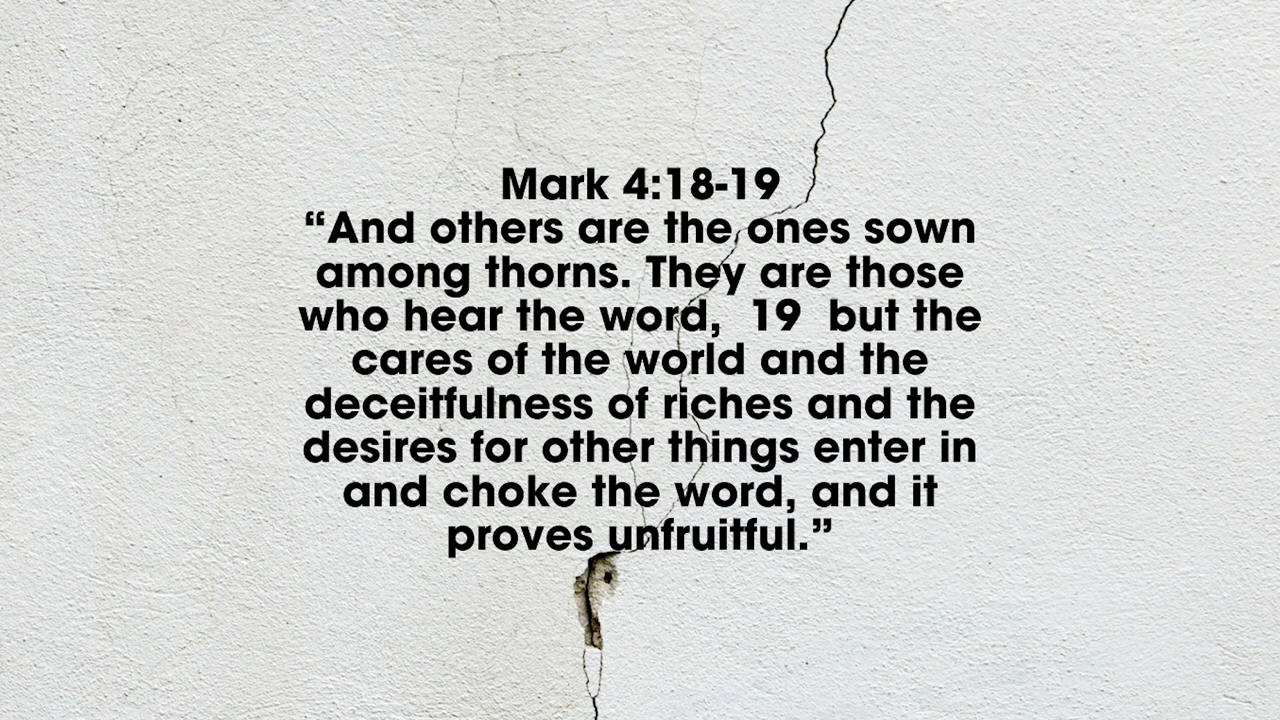 Mark 4:18-19
“And others are the ones sown
among thorns. They are those
who hear the word,  19  but the
cares of the world and the
deceitfulness of riches and the
desires for other things enter in
and choke the word, and it
proves unfruitful.”